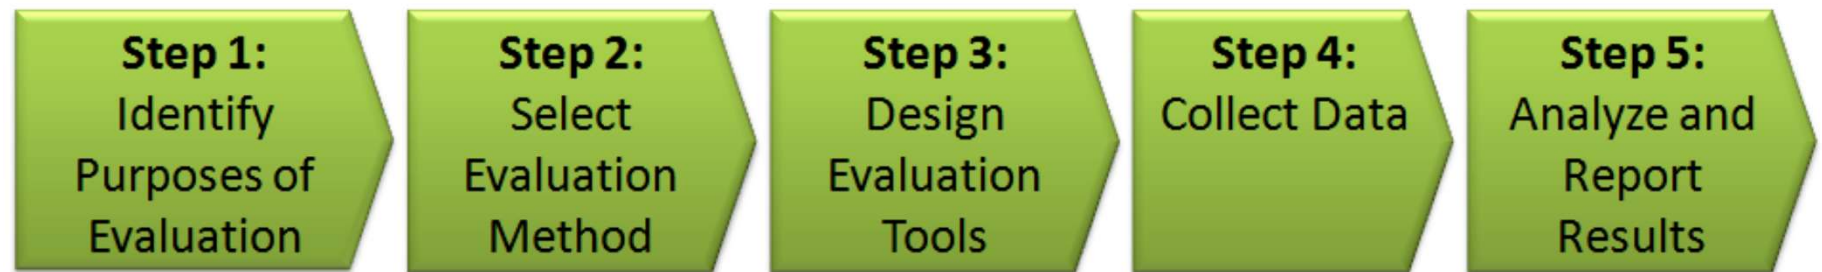 Step 1:
Identify
Purposes of
Evaluation
Step 2:
Select
Evaluation
Method
Step 3:
Design
Evaluation
Tools
Step 4:
Collect Data
Step 5:
Analyze and
Report
Results